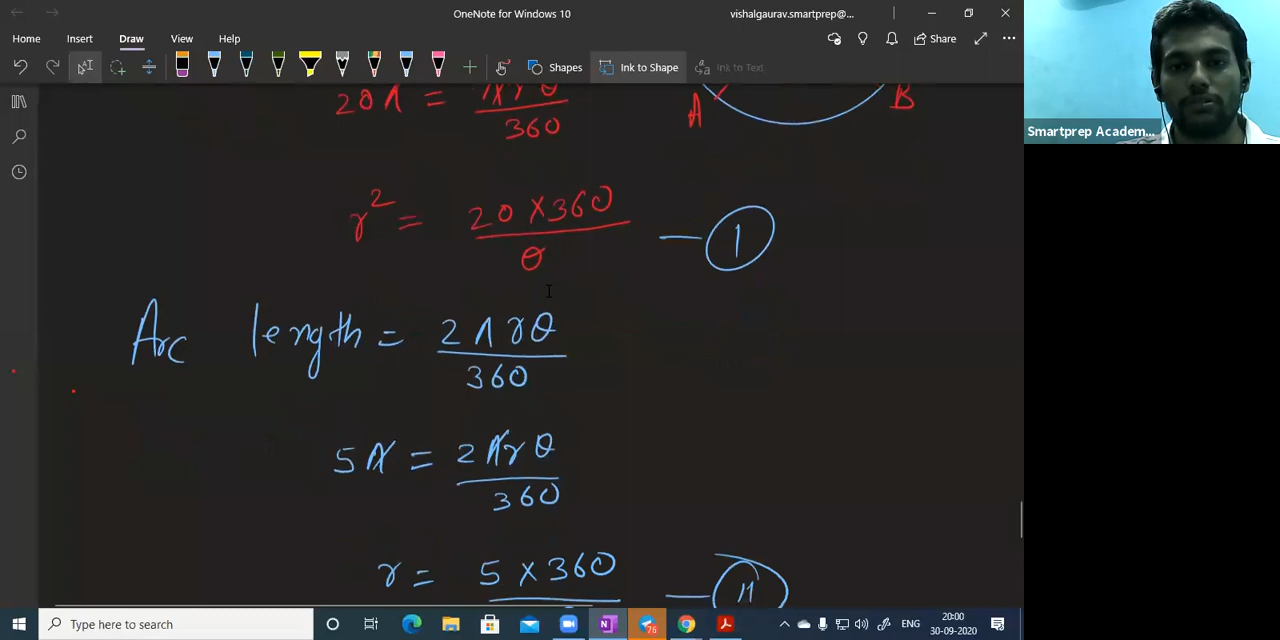 OneNote for Windows 10
vishalgaurav.smartprep@...
Home Insert Draw View Help
Share
Shapes
Ink to Shape
Ink to Text
20π = πr²θ
360
A
B
r² = 20 × 360
θ
1
Arc length = 2πrθ
360
5π = 2πrθ
360
r = 5 × 360
11
Smartprep Academ...
Type here to search
76
ENG
20:00
30-09-2020